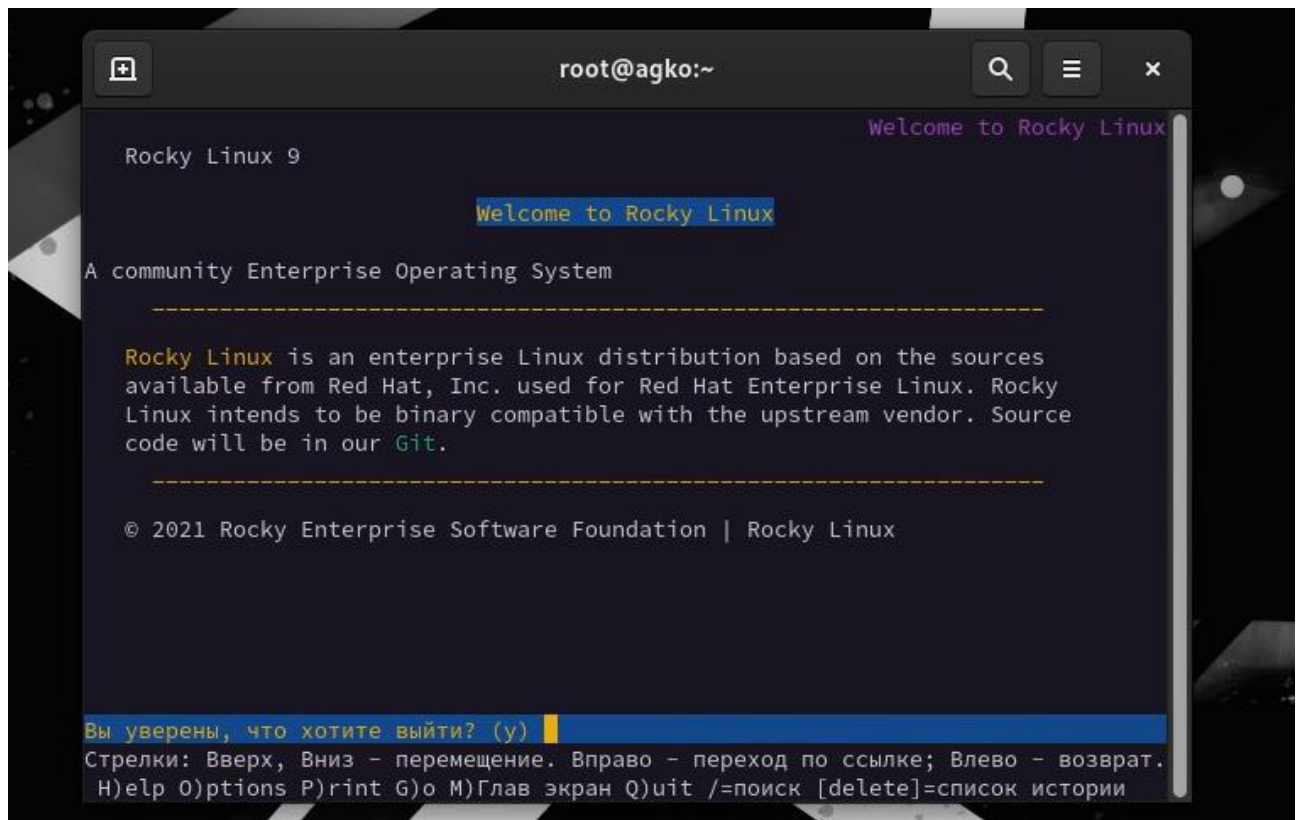 root@agko:~
Welcome to Rocky Linux
Rocky Linux 9
Welcome to Rocky Linux
A community Enterprise Operating System
Rocky Linux is an enterprise Linux distribution based on the sources
available from Red Hat, Inc. used for Red Hat Enterprise Linux. Rocky
Linux intends to be binary compatible with the upstream vendor. Source
code will be in our Git.
© 2021 Rocky Enterprise Software Foundation | Rocky Linux
Вы уверены, что хотите выйти? (y)
Стрелки: Вверх, Вниз – перемещение. Вправо – переход по ссылке; Влево – возврат.
H)elp O)ptions P)rint G)o M)Глав экран Q)uit /=поиск [delete]=список истории